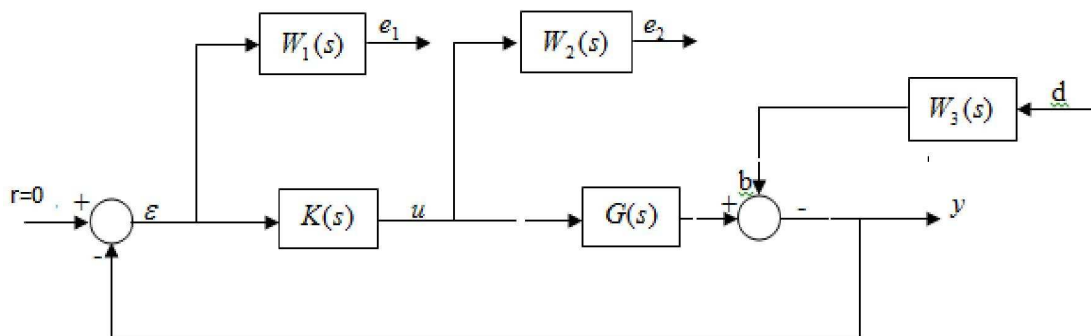 W₁(s)
e₁
W₂(s)
e₂
W₃(s)
d
r=0
+
ε
K(s)
u
G(s)
+
b
-
y
-